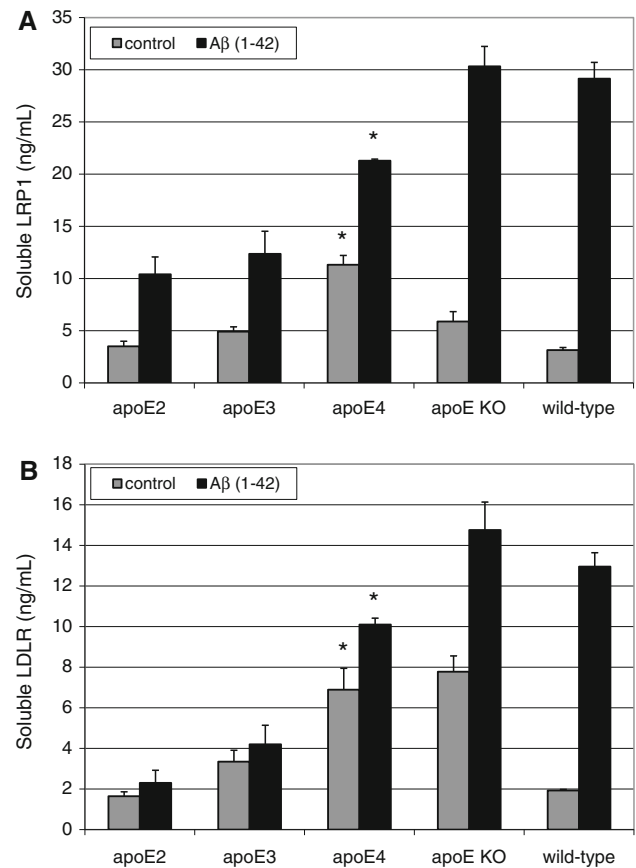 A
35
30
25
20
15
10
5
0
Soluble LRP1 (ng/mL)
control Aβ (1-42)
*
*
apoE2 apoE3 apoE4 apoE KO wild-type
B
18
16
14
12
10
8
6
4
2
0
Soluble LDLR (ng/mL)
control Aβ (1-42)
*
*
apoE2 apoE3 apoE4 apoE KO wild-type